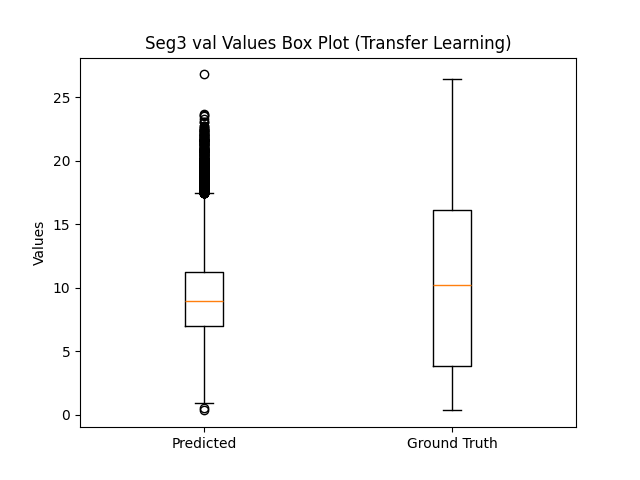 Seg3 val Values Box Plot (Transfer Learning)
Values
25
20
15
10
5
0
Predicted
Ground Truth